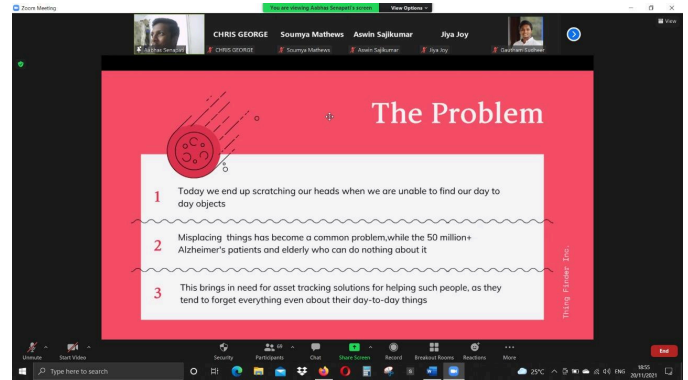 Zoom Meeting
You are viewing Aabhas Senapati's screen
View Options
View
CHRIS GEORGE
Soumya Mathews
Aswin Sajikumar
Jiya Joy
Aabhas Senapati
CHRIS GEORGE
Soumya Mathews
Aswin Sajikumar
Jiya Joy
Gautham Sudheer
The Problem
1
Today we end up scratching our heads when we are unable to find our day to
day objects
2
Misplacing things has become a common problem,while the 50 million+
Alzheimer's patients and elderly who can do nothing about it
3
This brings in need for asset tracking solutions for helping such people, as they
tend to forget everything even about their day-to-day things
Thing Finder Inc.
Unmute
Start Video
Security
Participants
Chat
Share Screen
Record
Breakout Rooms
Reactions
More
End
Type here to search
25°C
ENG
18:55
20/11/2021